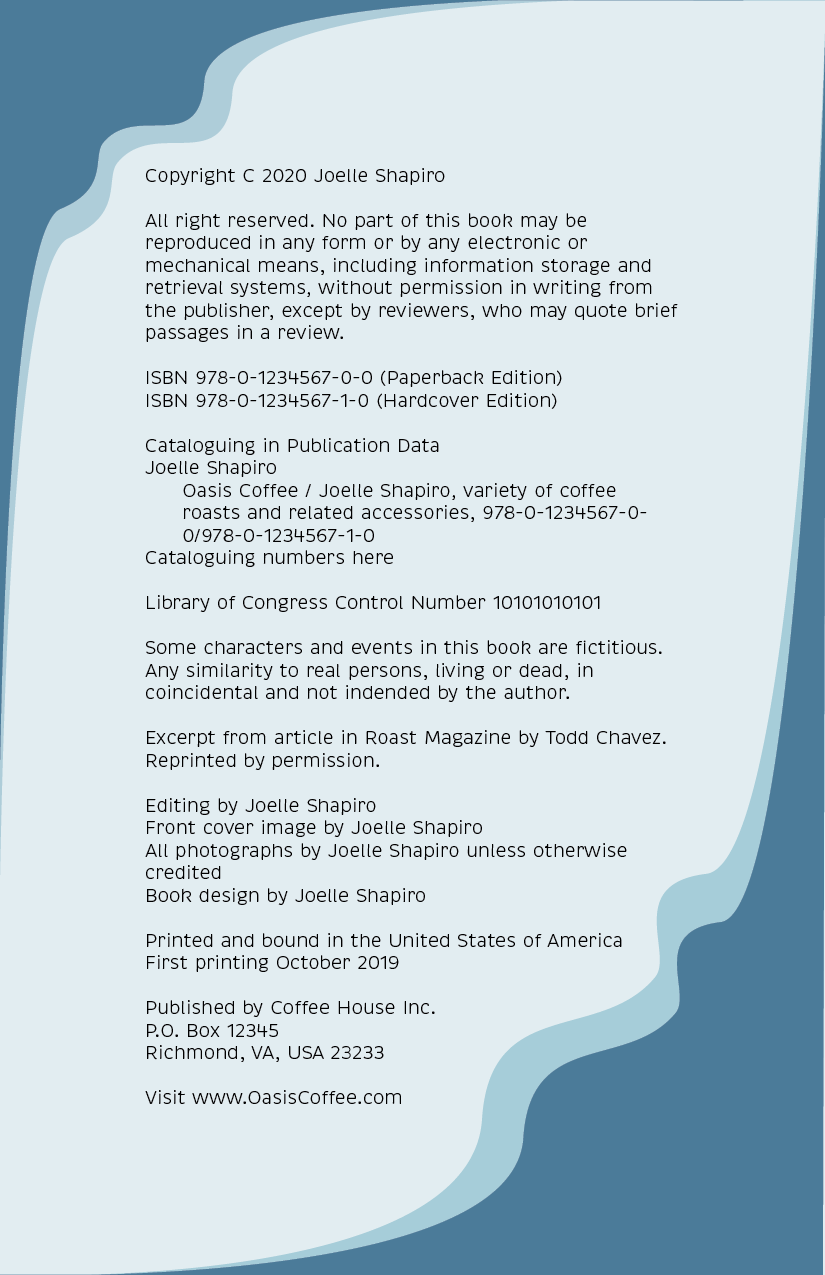 Copyright C 2020 Joelle Shapiro
All right reserved. No part of this book may be
reproduced in any form or by any electronic or
mechanical means, including information storage and
retrieval systems, without permission in writing from
the publisher, except by reviewers, who may quote brief
passages in a review.
ISBN 978-0-1234567-0-0 (Paperback Edition)
ISBN 978-0-1234567-1-0 (Hardcover Edition)
Cataloguing in Publication Data
Joelle Shapiro
Oasis Coffee / Joelle Shapiro, variety of coffee
roasts and related accessories, 978-0-1234567-0-
0/978-0-1234567-1-0
Cataloguing numbers here
Library of Congress Control Number 10101010101
Some characters and events in this book are fictitious.
Any similarity to real persons, living or dead, in
coincidental and not indended by the author.
Excerpt from article in Roast Magazine by Todd Chavez.
Reprinted by permission.
Editing by Joelle Shapiro
Front cover image by Joelle Shapiro
All photographs by Joelle Shapiro unless otherwise
credited
Book design by Joelle Shapiro
Printed and bound in the United States of America
First printing October 2019
Published by Coffee House Inc.
P.O. Box 12345
Richmond, VA, USA 23233
Visit www.OasisCoffee.com